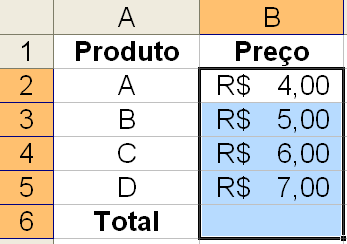 A B
1 Produto Preço
2 A R$ 4,00
3 B R$ 5,00
4 C R$ 6,00
5 D R$ 7,00
6 Total